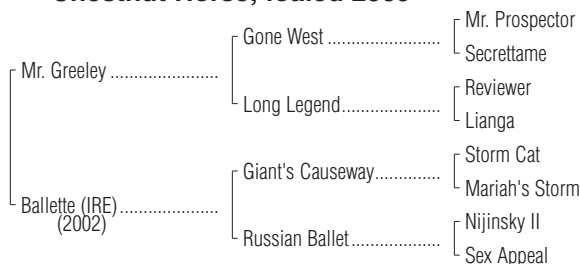 Chestnut Horse, foaled
Mr. Prospector
Gone West
Secrettame
Mr. Greeley
Reviewer
Long Legend
Lianga
Storm Cat
Giant's Causeway
Mariah's Storm
Ballette (IRE)
(2002)
Nijinsky II
Russian Ballet
Sex Appeal